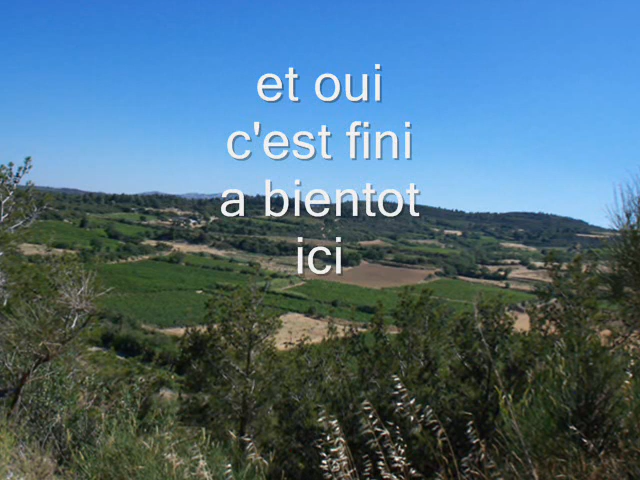 et oui
c'est fini
a bientot
ici